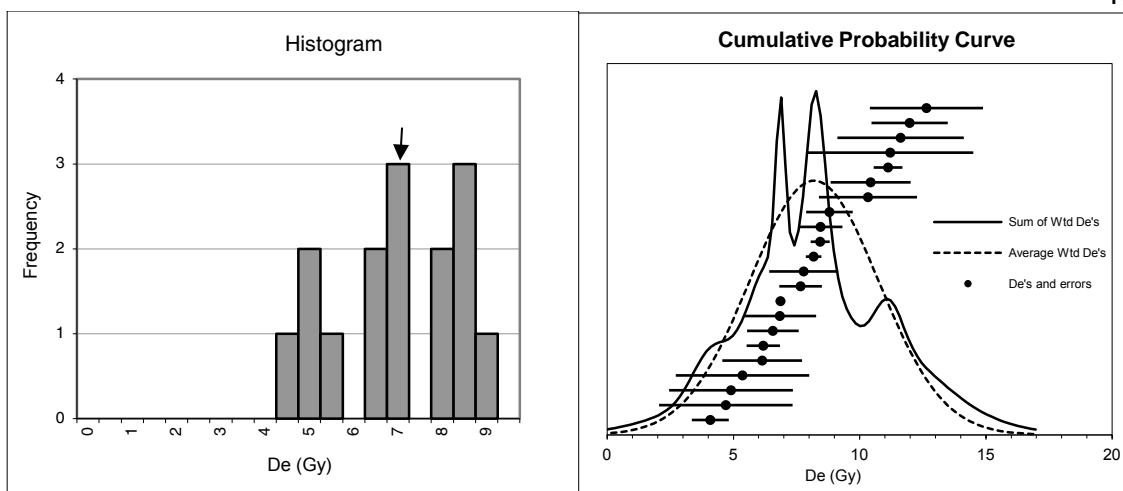 Histogram
4
3
2
1
0
Frequency
0 1 2 3 4 5 6 7 8 9
De (Gy)
Cumulative Probability Curve
Sum of Wtd De's
Average Wtd De's
De's and errors
0 5 10 15 20
De (Gy)